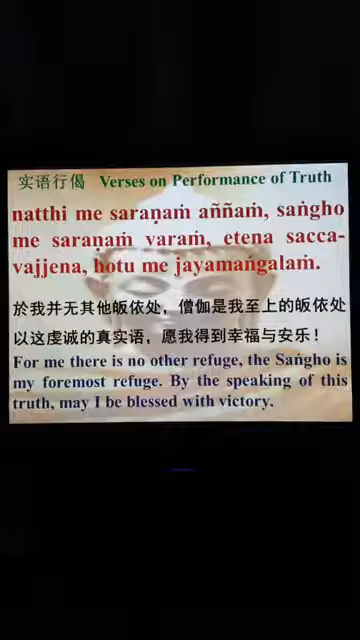 实语行偈 Verses on Performance of Truth
natthi me saraṇaṁ aññaṁ, saṅgho
me saraṇaṁ varaṁ, etena sacca-
vajjena, hotu me jayamaṅgalaṁ.
於我并无其他皈依处，僧伽是我至上的皈依处
以这虔诚的真实语，愿我得到幸福与安乐！
For me there is no other refuge, the Saṅgho is
my foremost refuge. By the speaking of this
truth, may I be blessed with victory.